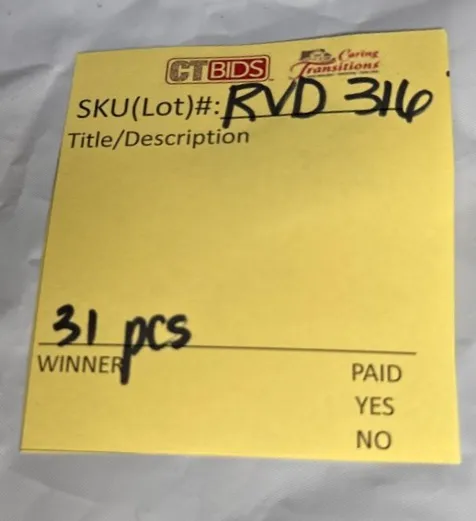 CTBIDS Caring Transitions
SKU(Lot)#: RVD 316
Title/Description
31 pcs
WINNER
PAID
YES
NO